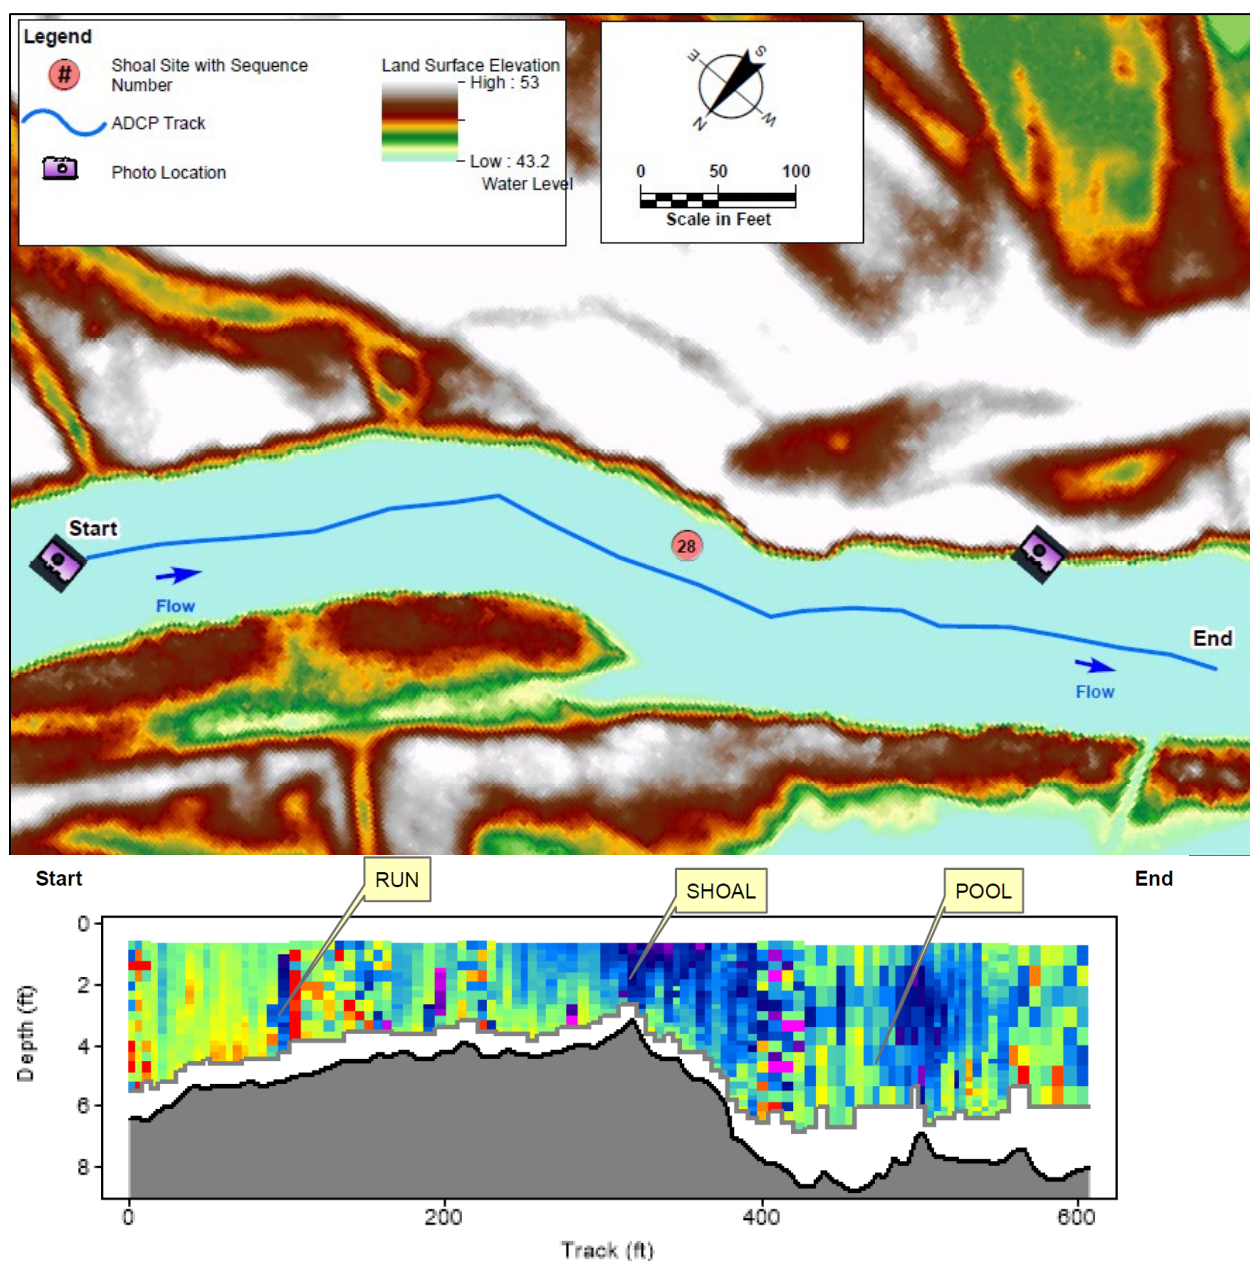 Legend
#
Shoal Site with Sequence
Number
ADCP Track
Photo Location
Land Surface Elevation
High : 53
Low : 43.2
Water Level
S
E
W
N
0 50 100
Scale in Feet
Start
Flow
28
End
Flow
Start
End
RUN
SHOAL
POOL
Depth (ft)
0
2
4
6
8
0 200 400 600
Track (ft)